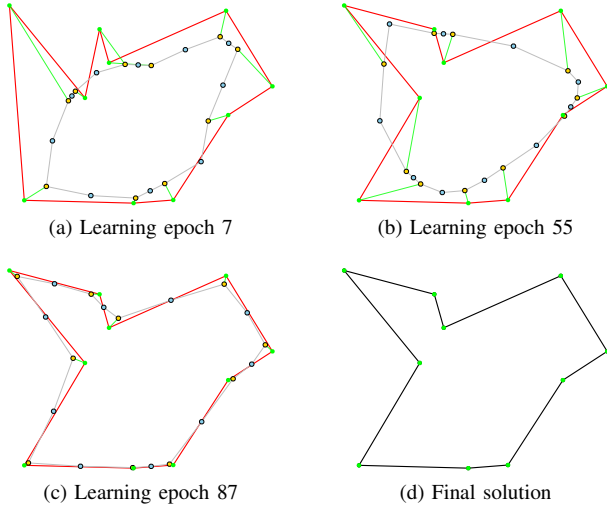 (a) Learning epoch 7
(b) Learning epoch 55
(c) Learning epoch 87
(d) Final solution